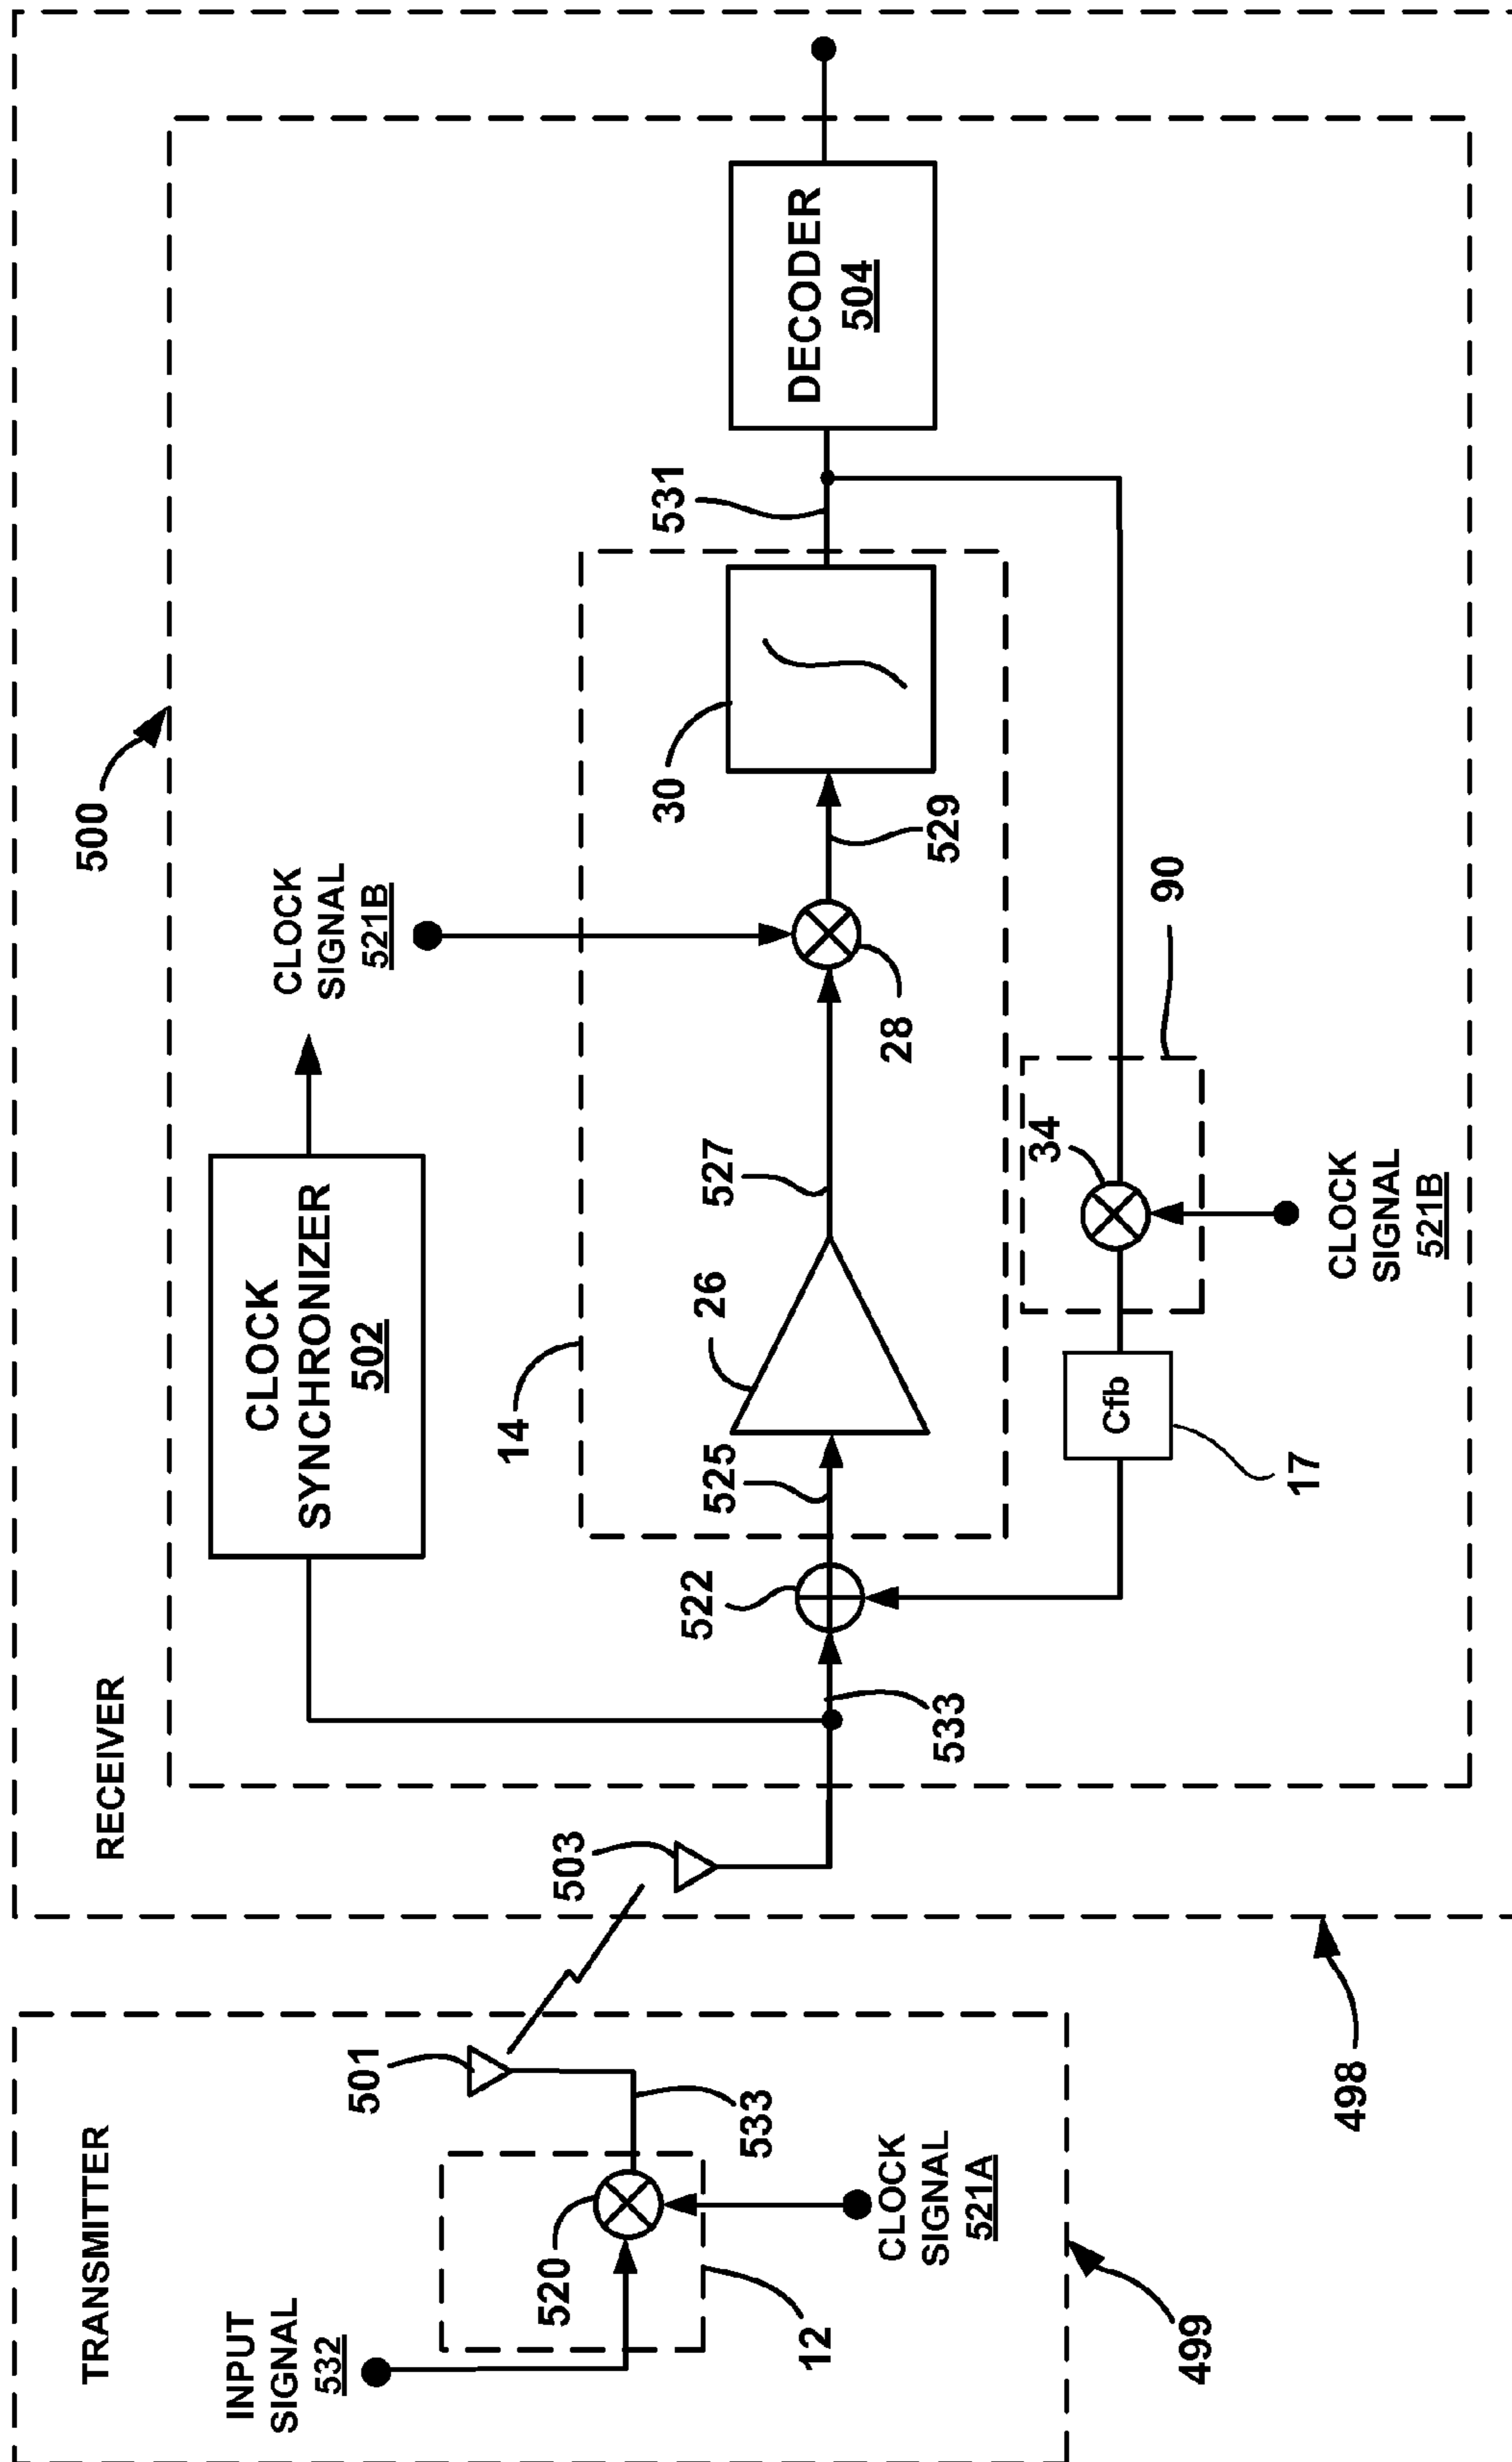 TRANSMITTER
INPUT
SIGNAL
532
520
12
CLOCK
SIGNAL
521A
501
533
499
498
RECEIVER
500
503
533
CLOCK
SYNCHRONIZER
502
CLOCK
SIGNAL
521B
522
525
14
26
527
28
529
30
531
DECODER
504
17
Cfb
34
90
CLOCK
SIGNAL
521B